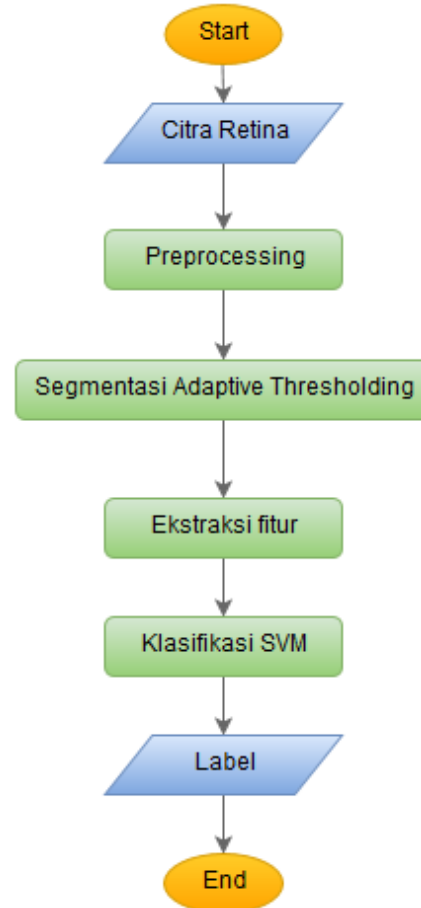 Start
Citra Retina
Preprocessing
Segmentasi Adaptive Thresholding
Ekstraksi fitur
Klasifikasi SVM
Label
End